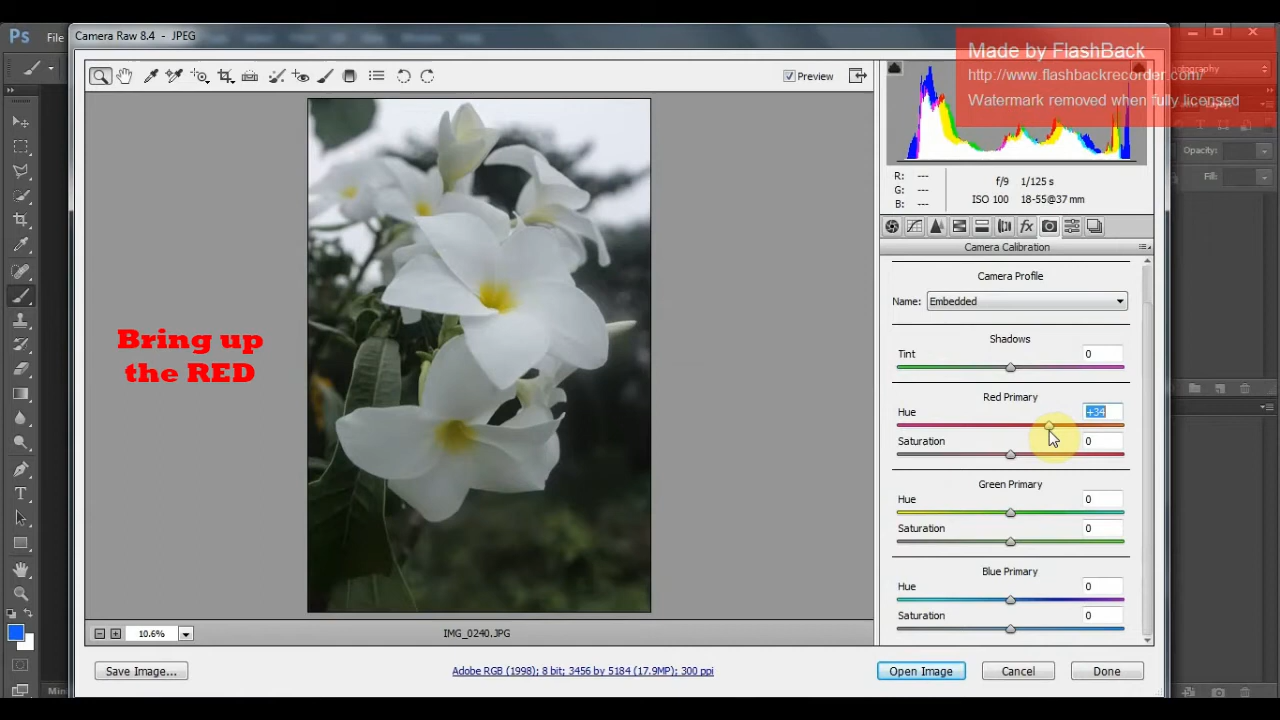 Ps File
Camera Raw 8.4 - JPEG
Made by FlashBack
http://www.flashbackrecorder.com/
Watermark removed when fully licensed
Preview
R: ---
G: ---
B: ---
f/9 1/125 s
ISO 100 18-55@37 mm
Opacity:
Fill:
Camera Calibration
Camera Profile
Name: Embedded
Shadows
Tint 0
Red Primary
Hue +34
Saturation 0
Green Primary
Hue 0
Saturation 0
Blue Primary
Hue 0
Saturation 0
Bring up
the RED
10.6%
IMG_0240.JPG
Save Image...
Adobe RGB (1998); 8 bit; 3456 by 5184 (17.9MP); 300 ppi
Open Image
Cancel
Done